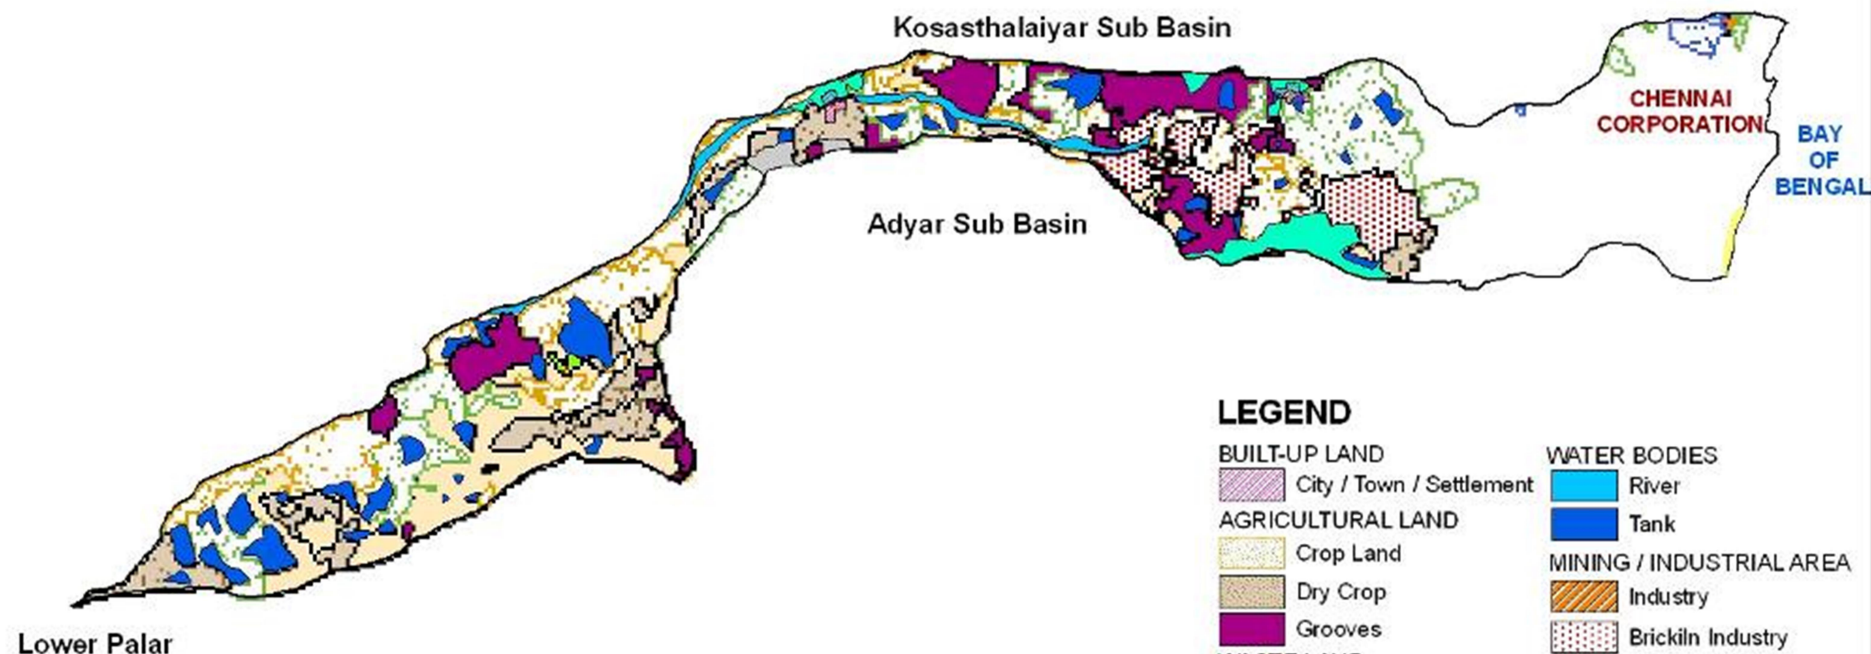 Kosasthalaiyar Sub Basin
CHENNAI
CORPORATION
BAY
OF
BENGAL
Adyar Sub Basin
Lower Palar
LEGEND
BUILT-UP LAND
City / Town / Settlement
AGRICULTURAL LAND
Crop Land
Dry Crop
Grooves
WATER BODIES
River
Tank
MINING / INDUSTRIAL AREA
Industry
Brickiln Industry